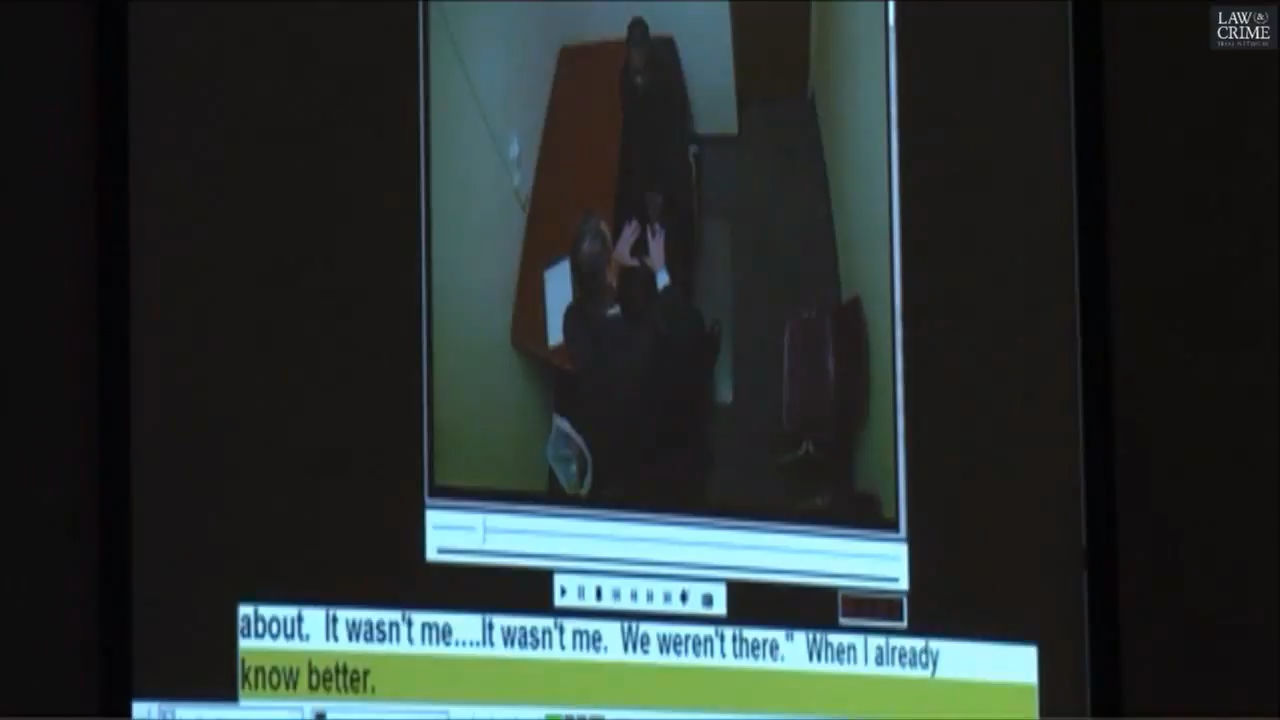 LAW &
CRIME
about. It wasn't me....It wasn't me. We weren't there." When I already
know better.